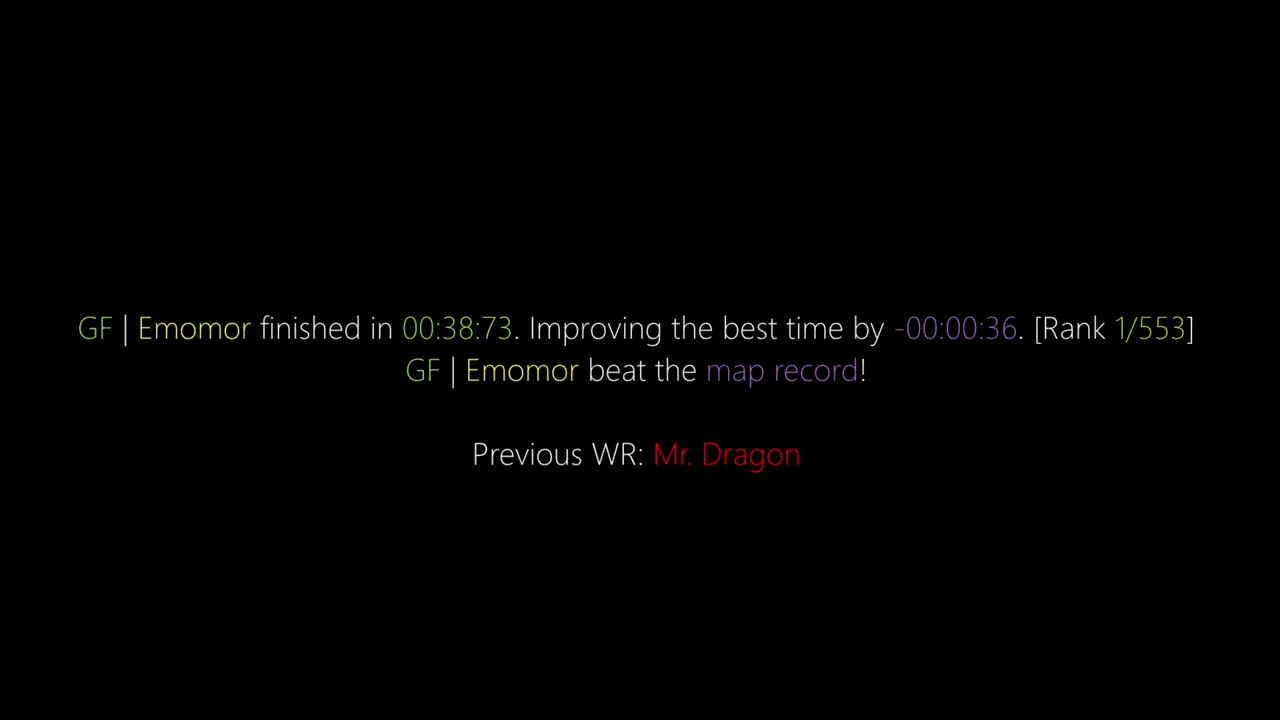 GF | Emomor finished in 00:38:73. Improving the best time by -00:00:36. [Rank 1/553]
GF | Emomor beat the map record!
Previous WR: Mr. Dragon